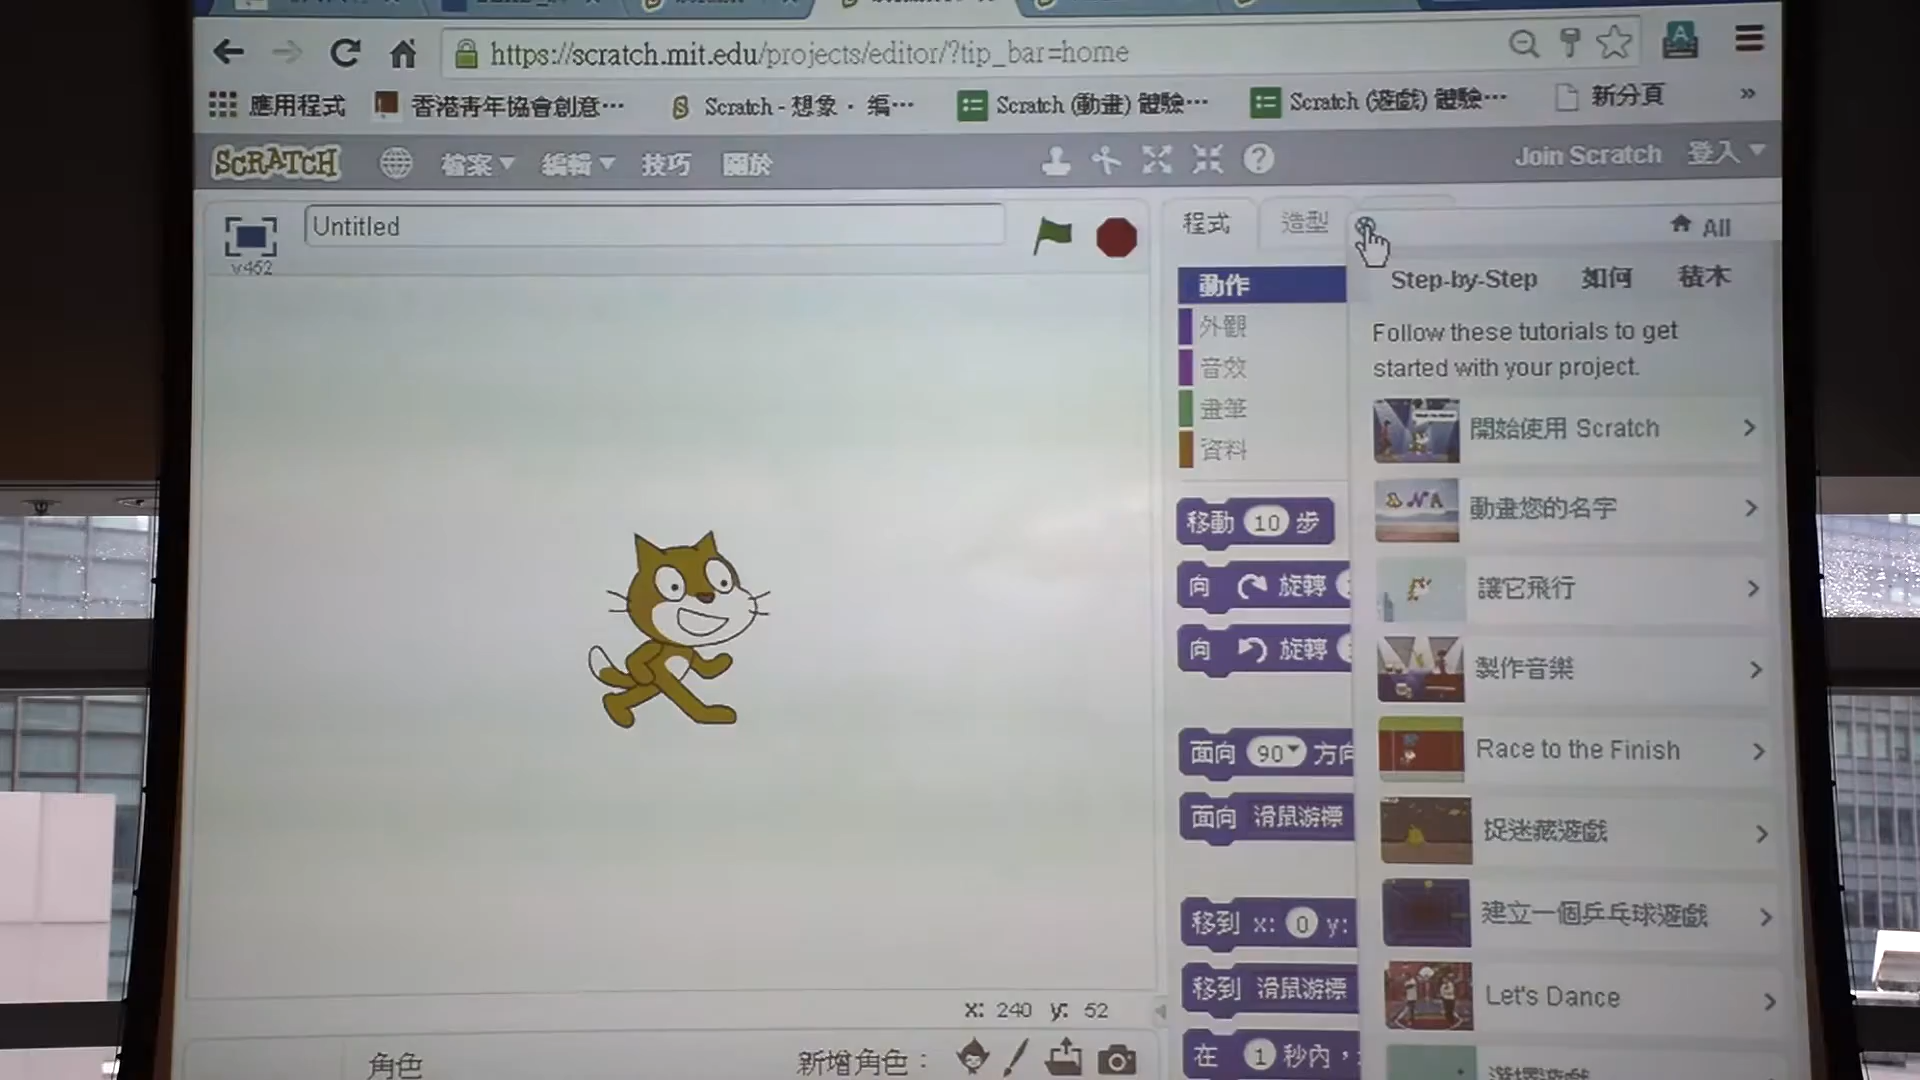 https://scratch.mit.edu/projects/editor/?tip_bar=home
應用程式 香港青年協會創意… Scratch - 想象， 編… Scratch (動畫) 體驗… Scratch (遊戲) 體驗… 新分頁 »
SCRATCH 檔案 編輯 技巧 關於 Join Scratch 登入
Untitled
v452
程式 造型
All
動作
外觀
音效
畫筆
資料
Step-by-Step 如何 積木
Follow these tutorials to get
started with your project.
開始使用 Scratch
動畫您的名字
讓它飛行
製作音樂
Race to the Finish
捉迷藏遊戲
建立一個乒乓球遊戲
Let's Dance
移動 10 步
向 旋轉
向 旋轉
面向 90 方向
面向 滑鼠游標
移到 x: 0 y:
移到 滑鼠游標
在 1 秒內，
x: 240 y: 52
角色 新增角色：